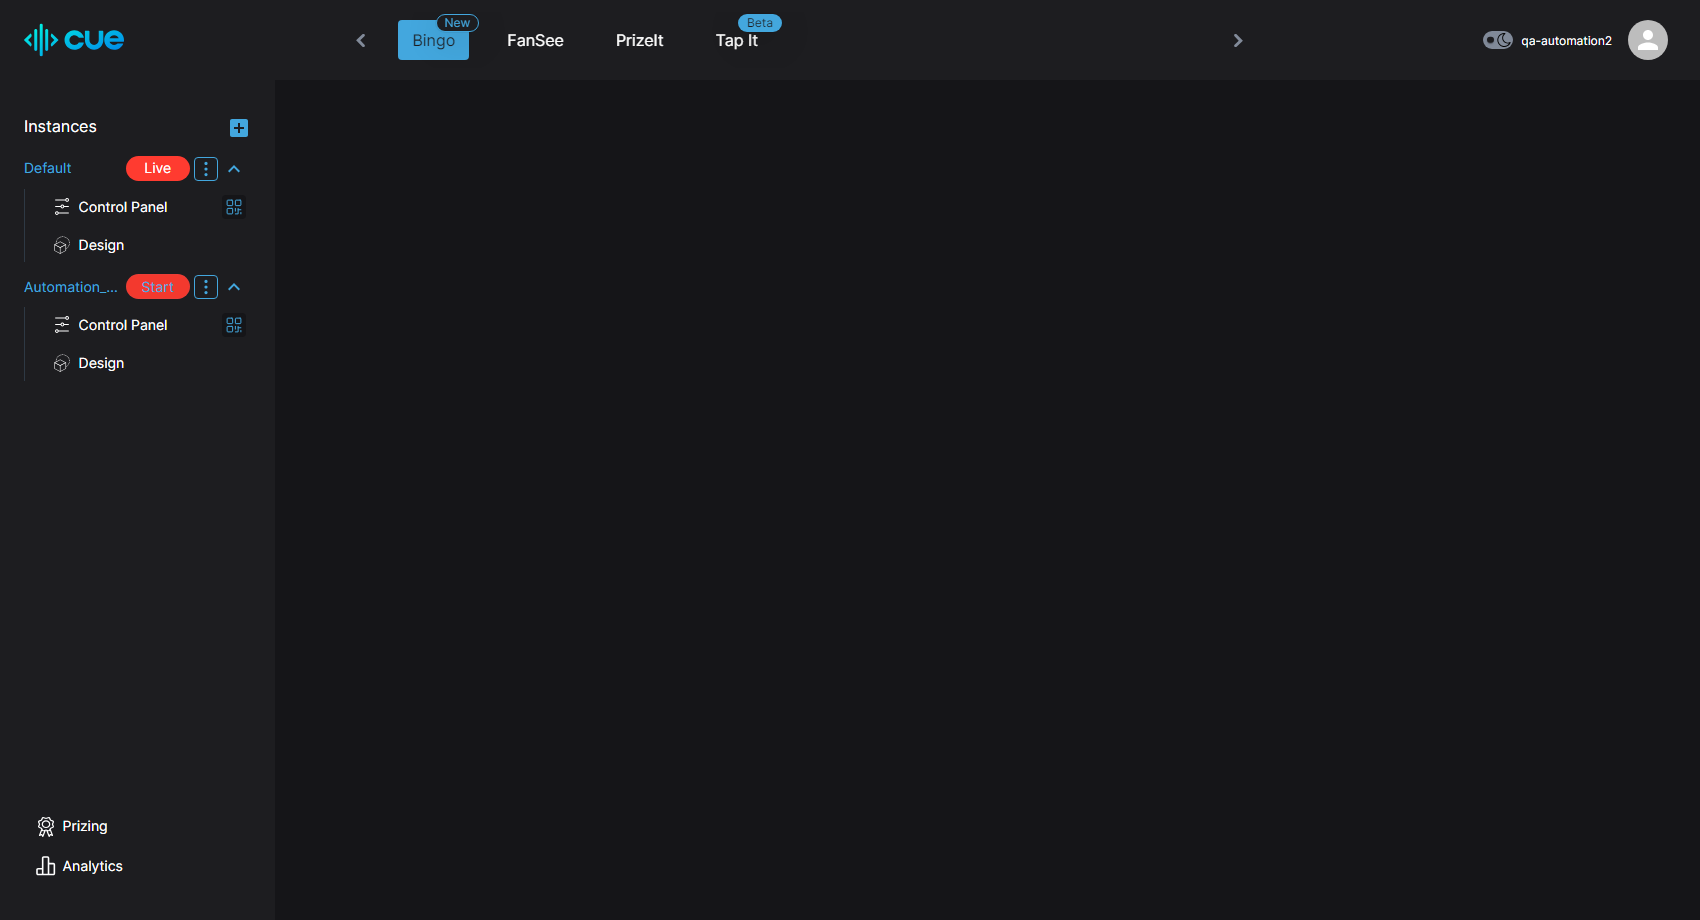 cue
New
Bingo
FanSee
PrizeIt
Beta
Tap It
qa-automation2
Instances
Default
Live
Control Panel
Design
Automation_...
Start
Control Panel
Design
Prizing
Analytics